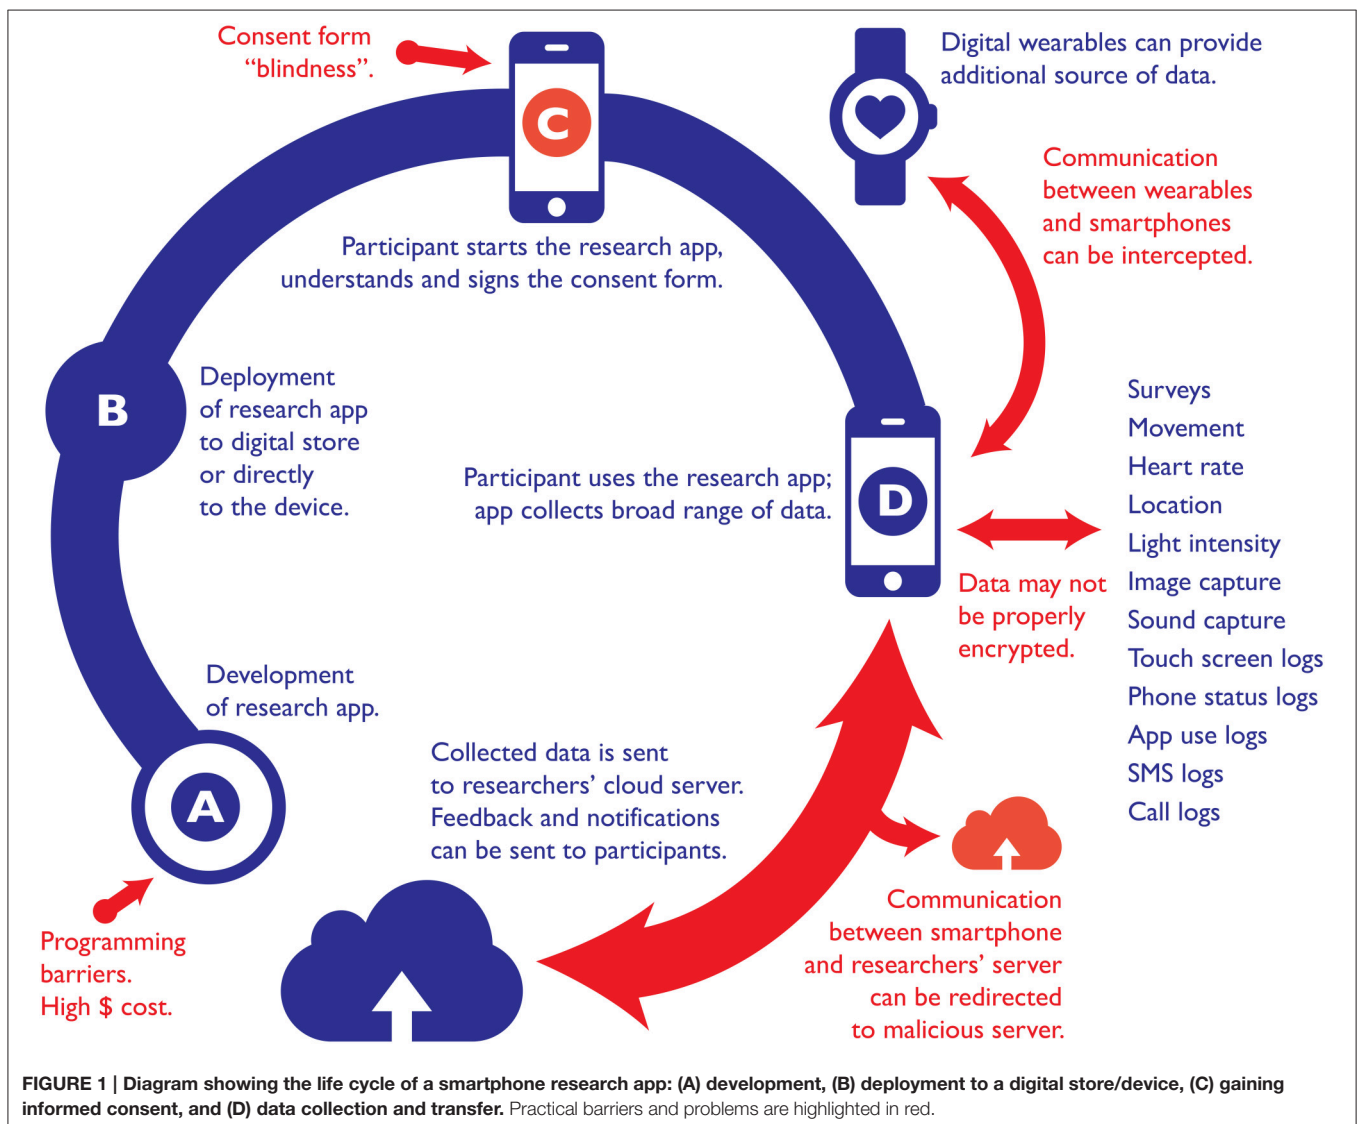 Consent form
“blindness”.
C
Digital wearables can provide
additional source of data.
Communication
between wearables
and smartphones
can be intercepted.
Participant starts the research app,
understands and signs the consent form.
B
Deployment
of research app
to digital store
or directly
to the device.
Participant uses the research app;
app collects broad range of data.
D
Surveys
Movement
Heart rate
Location
Light intensity
Image capture
Sound capture
Touch screen logs
Phone status logs
App use logs
SMS logs
Call logs
Data may not
be properly
encrypted.
Development
of research app.
A
Programming
barriers.
High $ cost.
Collected data is sent
to researchers’ cloud server.
Feedback and notifications
can be sent to participants.
Communication
between smartphone
and researchers’ server
can be redirected
to malicious server.
FIGURE 1 | Diagram showing the life cycle of a smartphone research app: (A) development, (B) deployment to a digital store/device, (C) gaining
informed consent, and (D) data collection and transfer. Practical barriers and problems are highlighted in red.